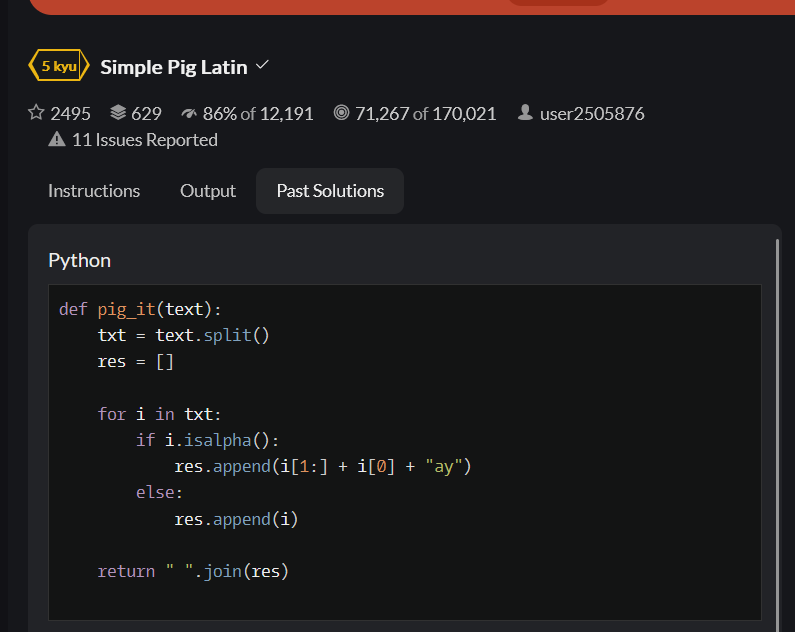 5 kyu Simple Pig Latin
2495 629 86% of 12,191 71,267 of 170,021 user2505876
11 Issues Reported
Instructions Output Past Solutions
Python
def pig_it(text):
    txt = text.split()
    res = []

    for i in txt:
        if i.isalpha():
            res.append(i[1:] + i[0] + "ay")
        else:
            res.append(i)

    return " ".join(res)